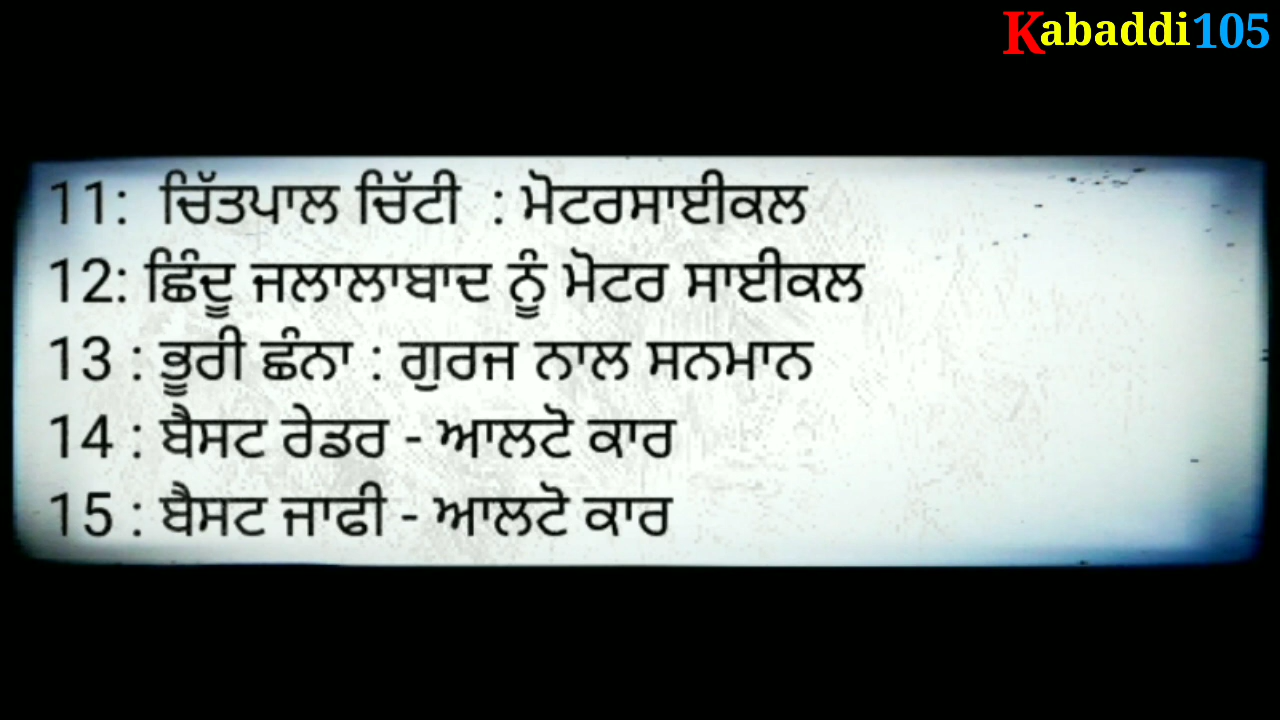 Kabaddi105
11: ਚਿੱਤਪਾਲ ਚਿੱਟੀ : ਮੋਟਰਸਾਈਕਲ
12: ਛਿੰਦੂ ਜਲਾਲਾਬਾਦ ਨੂੰ ਮੋਟਰ ਸਾਈਕਲ
13 : ਭੂਰੀ ਛੰਨਾ : ਗੁਰਜ ਨਾਲ ਸਨਮਾਨ
14 : ਬੈਸਟ ਰੇਡਰ - ਆਲਟੋ ਕਾਰ
15 : ਬੈਸਟ ਜਾਫੀ - ਆਲਟੋ ਕਾਰ